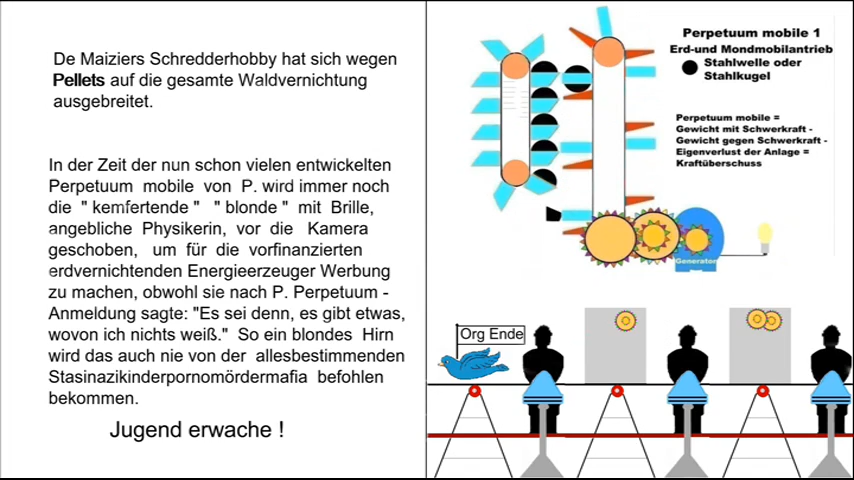 De Maiziers Schredderhobby hat sich wegen
Pellets auf die gesamte Waldvernichtung
ausgebreitet.
In der Zeit der nun schon vielen entwickelten
Perpetuum mobile von P. wird immer noch
die " kemfertende " " blonde " mit Brille,
angebliche Physikerin, vor die Kamera
geschoben, um für die vorfinanzierten
erdvernichtenden Energieerzeuger Werbung
zu machen, obwohl sie nach P. Perpetuum -
Anmeldung sagte: "Es sei denn, es gibt etwas,
wovon ich nichts weiß." So ein blondes Hirn
wird das auch nie von der allesbestimmenden
Stasinazikinderpornomördermafia befohlen
bekommen.
Jugend erwache !
Perpetuum mobile 1
Erd-und Mondmobilantrieb
Stahlwelle oder
Stahlkugel
Perpetuum mobile =
Gewicht mit Schwerkraft -
Gewicht gegen Schwerkraft -
Eigenverlust der Anlage =
Kraftüberschuss
Generator
Org Ende